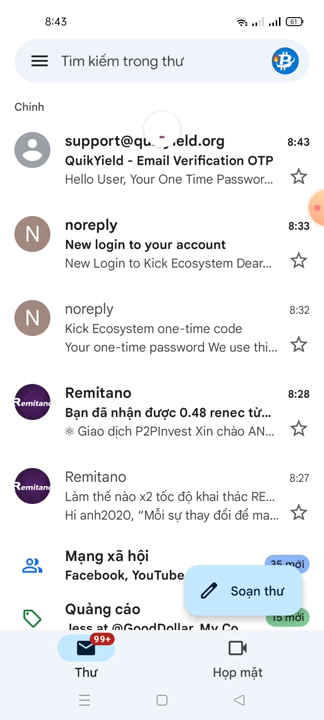 8:43
61
Tìm kiếm trong thư
Chính
support@quikyield.org
8:43
QuikYield - Email Verification OTP
Hello User, Your One Time Passwor...
N
noreply
8:33
New login to your account
New Login to Kick Ecosystem Dear...
N
noreply
8:32
Kick Ecosystem one-time code
Your one-time password We use thi...
Remitano
Remitano
8:28
Bạn đã nhận được 0.48 renec từ...
⚛ Giao dịch P2PInvest Xin chào AN...
Remitano
Remitano
8:27
Làm thế nào x2 tốc độ khai thác RE...
Hi anh2020, “Mỗi sự thay đổi để ma...
Mạng xã hội
35 mới
Facebook, YouTube
Soạn thư
Quảng cáo
15 mới
Jess at @GoodDollar, My Co
99+
Thư
Họp mặt